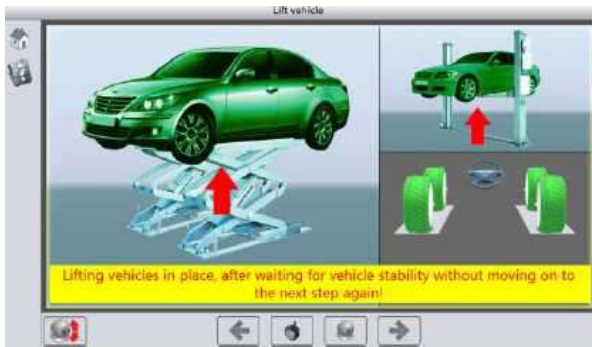 Lift vehicle
Lifting vehicles in place, after waiting for vehicle stability without moving on to
the next step again!